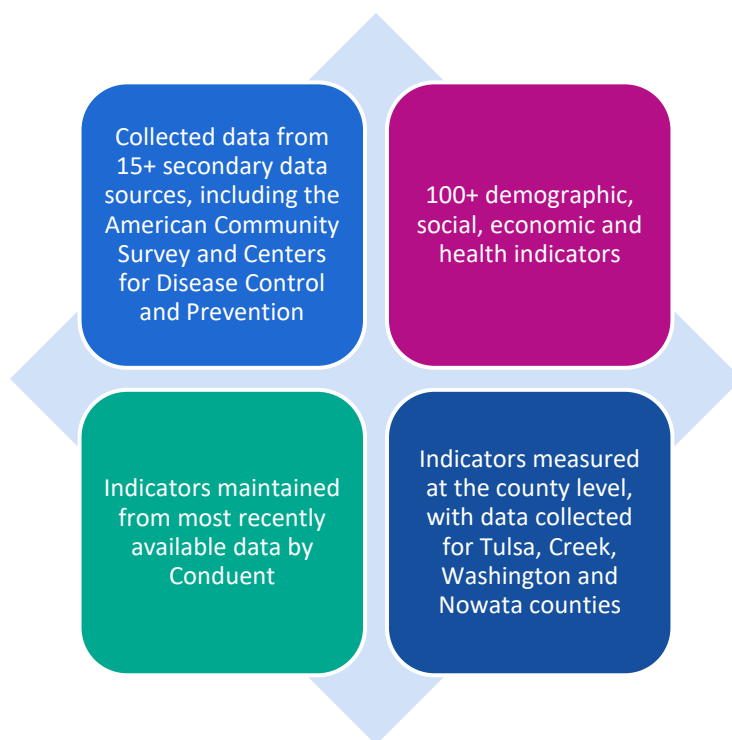 Collected data from
15+ secondary data
sources, including the
American Community
Survey and Centers
for Disease Control
and Prevention
100+ demographic,
social, economic and
health indicators
Indicators maintained
from most recently
available data by
Conduent
Indicators measured
at the county level,
with data collected
for Tulsa, Creek,
Washington and
Nowata counties